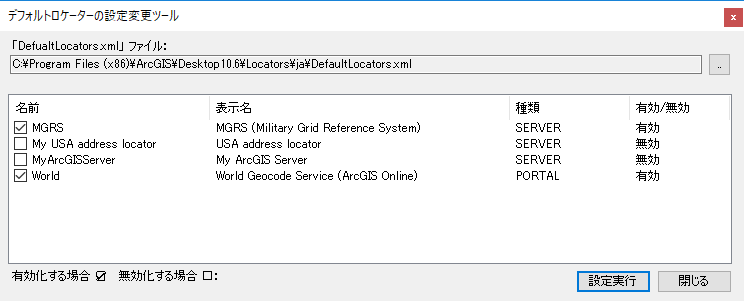 デフォルトロケーターの設定変更ツール
「DefualtLocators.xml」ファイル:
C:¥Program Files (x86)¥ArcGIS¥Desktop10.6¥Locators¥ja¥DefaultLocators.xml ..
名前 表示名 種類 有効/無効
☑ MGRS MGRS (Military Grid Reference System) SERVER 有効
☐ My USA address locator USA address locator SERVER 無効
☐ MyArcGISServer My ArcGIS Server SERVER 無効
☑ World World Geocode Service (ArcGIS Online) PORTAL 有効
有効化する場合 ☑ 無効化する場合 ☐:
設定実行 閉じる